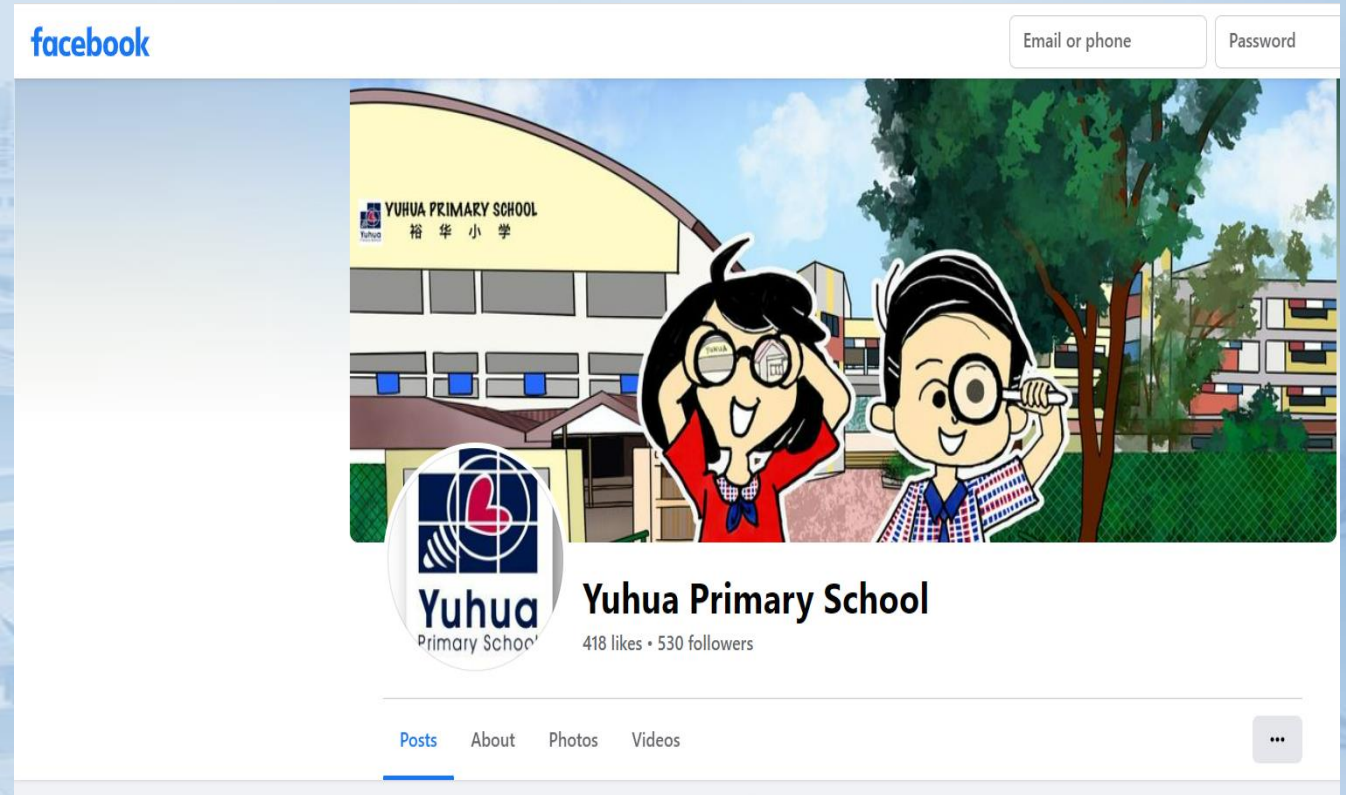 facebook
Email or phone
Password
YUHUA PRIMARY SCHOOL
裕华小学
Yuhua
YUHUA
Yuhua
Primary School
Yuhua Primary School
418 likes • 530 followers
Posts
About
Photos
Videos
•••